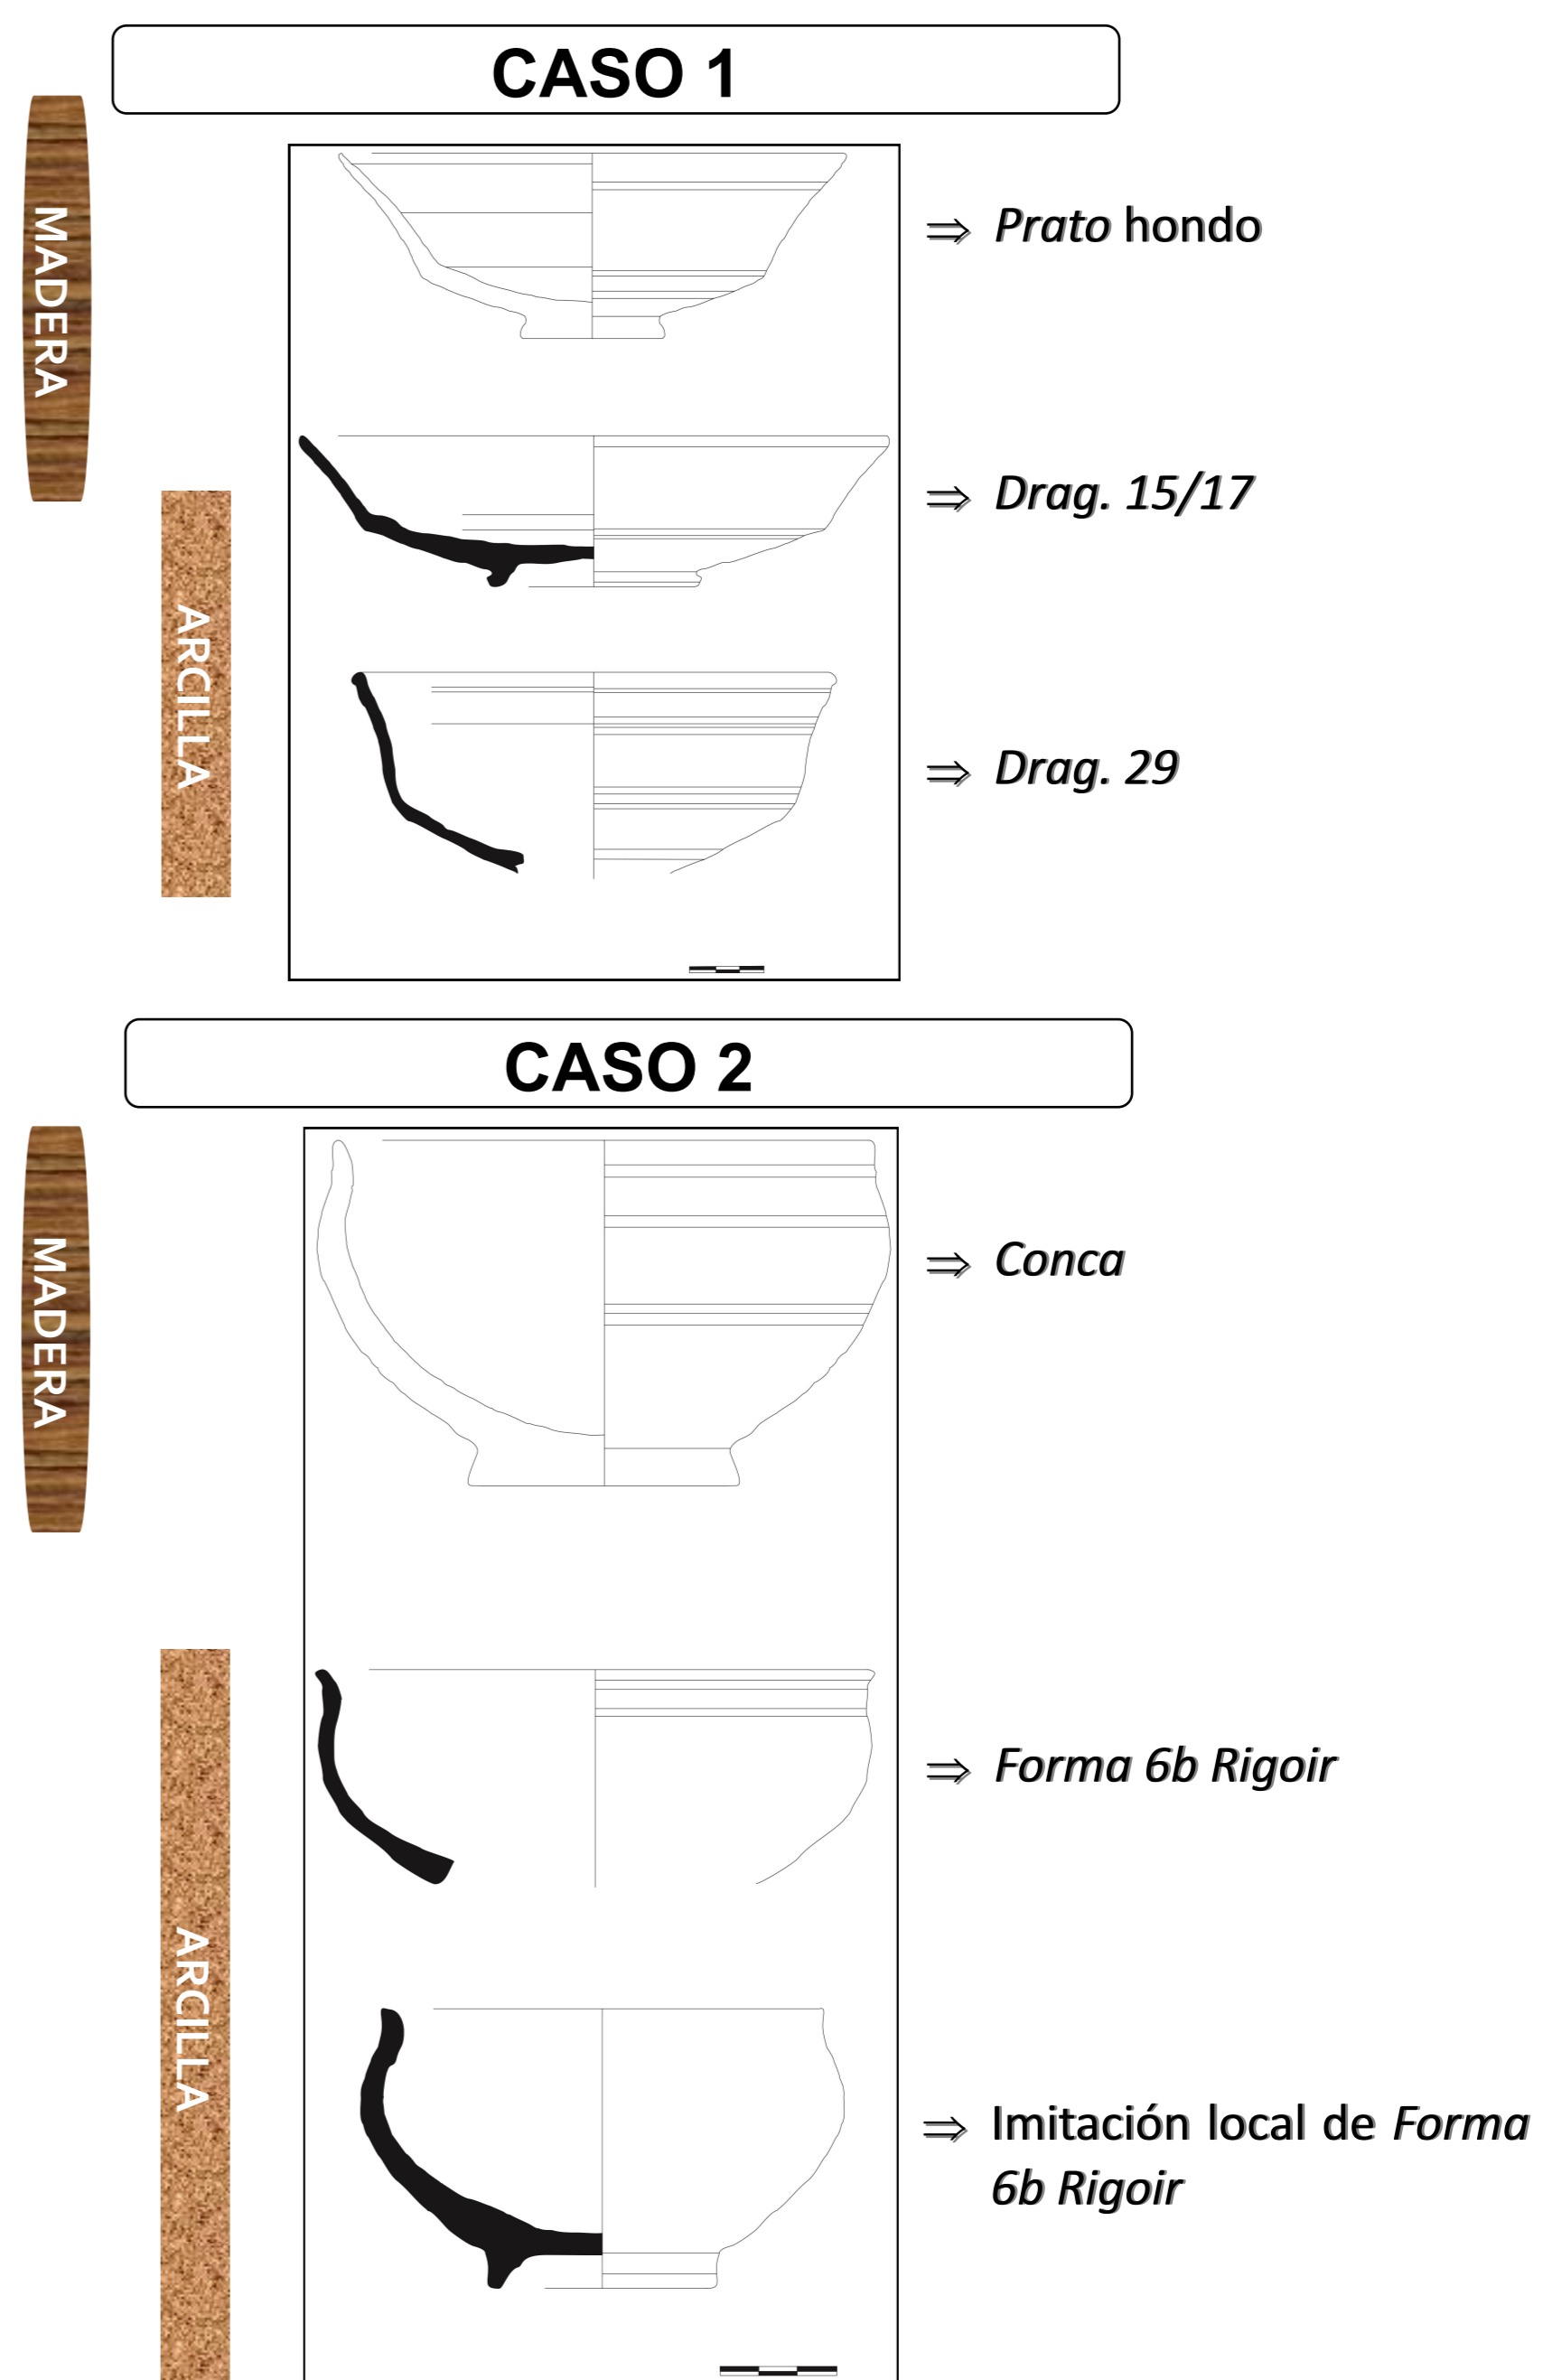 CASO 1
MADERA
⇒ Prato hondo
ARCILLA
⇒ Drag. 15/17
⇒ Drag. 29
CASO 2
MADERA
⇒ Conca
ARCILLA
⇒ Forma 6b Rigoir
⇒ Imitación local de Forma
6b Rigoir